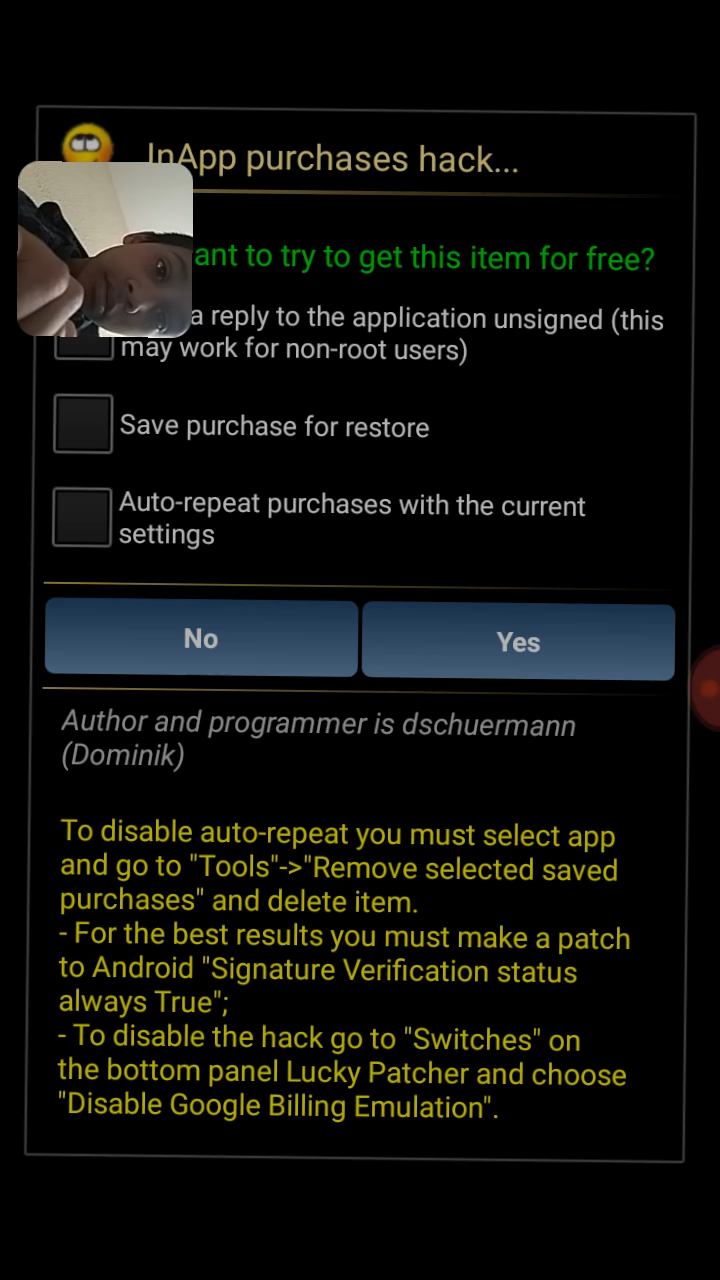 InApp purchases hack...
ant to try to get this item for free?
a reply to the application unsigned (this
may work for non-root users)
Save purchase for restore
Auto-repeat purchases with the current
settings
No Yes
Author and programmer is dschuermann
(Dominik)
To disable auto-repeat you must select app
and go to "Tools"->"Remove selected saved
purchases" and delete item.
- For the best results you must make a patch
to Android "Signature Verification status
always True";
- To disable the hack go to "Switches" on
the bottom panel Lucky Patcher and choose
"Disable Google Billing Emulation".